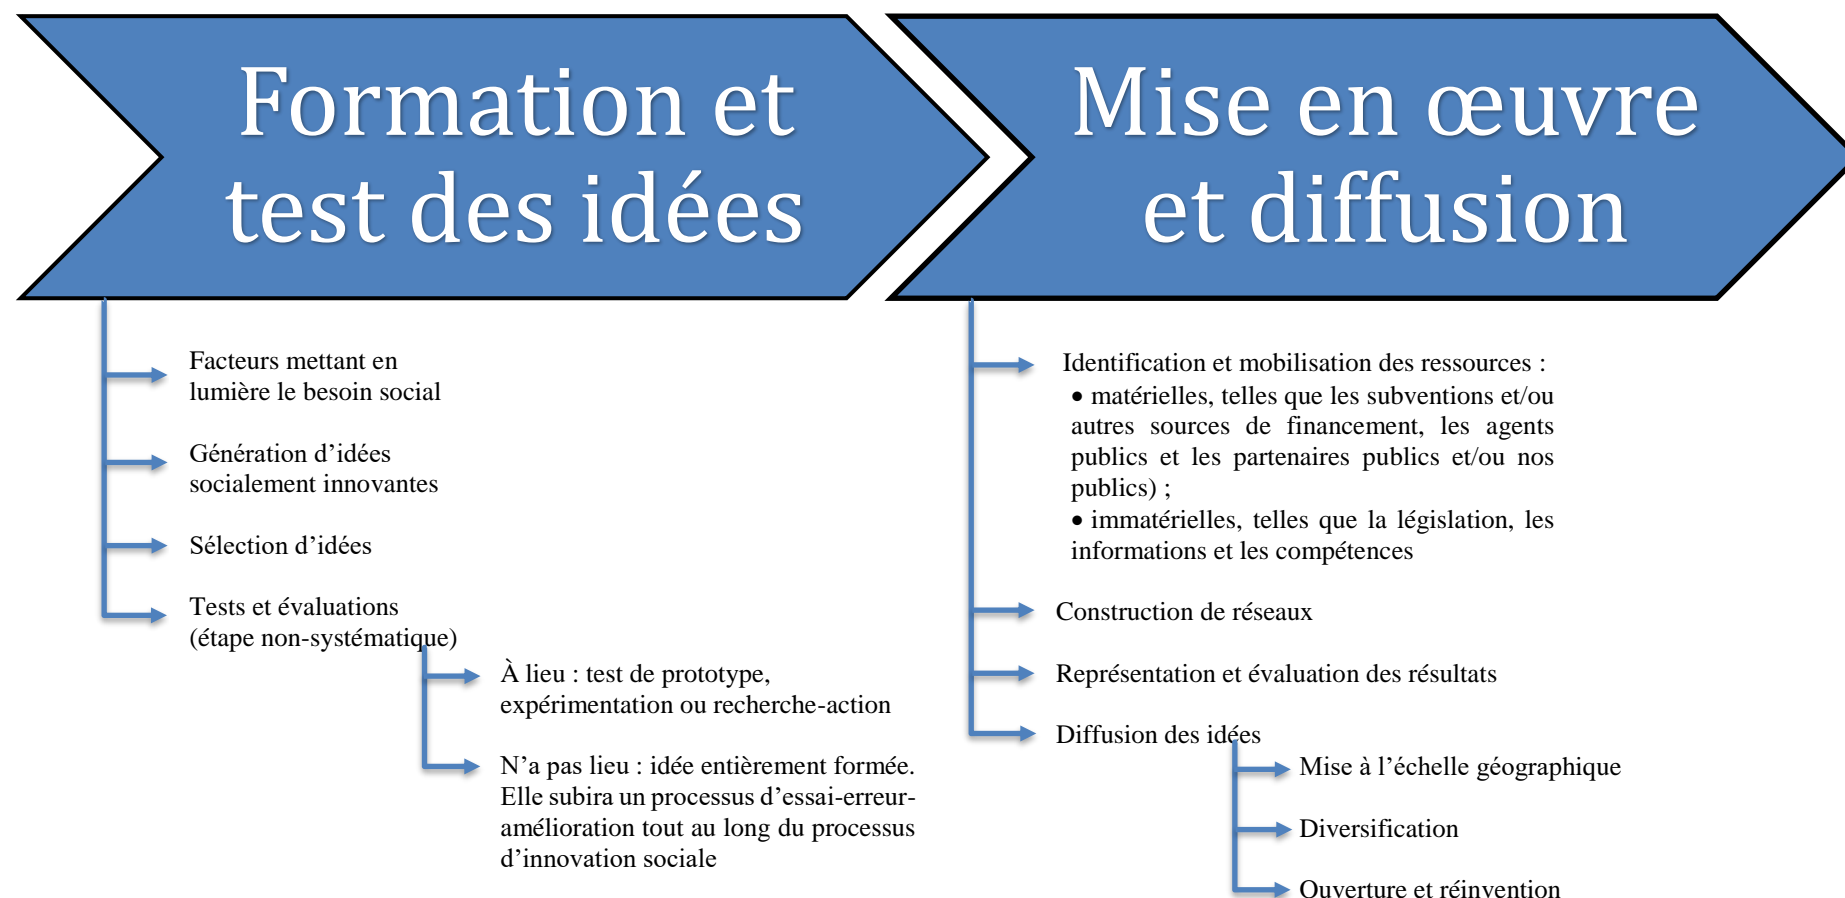 Formation et
test des idées
Facteurs mettant en
lumière le besoin social
Génération d’idées
socialement innovantes
Sélection d’idées
Tests et évaluations
(étape non-systématique)
À lieu : test de prototype,
expérimentation ou recherche-action
N’a pas lieu : idée entièrement formée.
Elle subira un processus d’essai-erreur-
amélioration tout au long du processus
d’innovation sociale
Mise en œuvre
et diffusion
Identification et mobilisation des ressources :
• matérielles, telles que les subventions et/ou
autres sources de financement, les agents
publics et les partenaires publics et/ou nos
publics) ;
• immatérielles, telles que la législation, les
informations et les compétences
Construction de réseaux
Représentation et évaluation des résultats
Diffusion des idées
Mise à l’échelle géographique
Diversification
Ouverture et réinvention